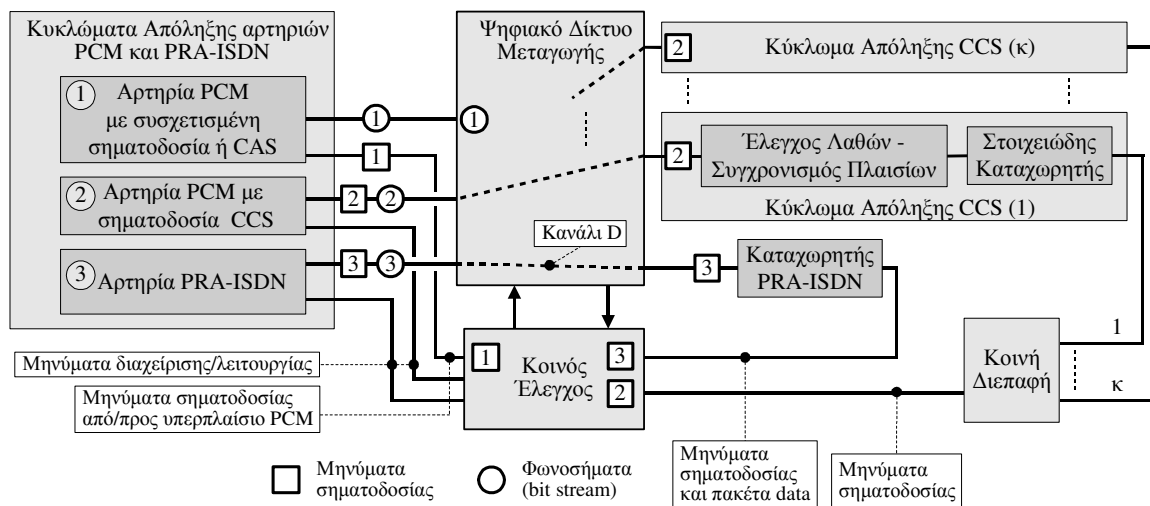 Κυκλώματα Απόληξης αρτηριών
PCM και PRA-ISDN
1
Αρτηρία PCM
με συσχετισμένη
σηματοδοσία ή CAS
2
Αρτηρία PCM με
σηματοδοσία CCS
3
Αρτηρία PRA-ISDN
1
1
2
2
3
3
Ψηφιακό Δίκτυο
Μεταγωγής
1
Κανάλι D
2
Κύκλωμα Απόληξης CCS (κ)
2
Έλεγχος Λαθών -
Συγχρονισμός Πλαισίων
Στοιχειώδης
Καταχωρητής
Κύκλωμα Απόληξης CCS (1)
3
Καταχωρητής
PRA-ISDN
Μηνύματα διαχείρισης/λειτουργίας
Μηνύματα σηματοδοσίας
από/προς υπερπλαίσιο PCM
1
Κοινός
Έλεγχος
3
2
Κοινή
Διεπαφή
1
κ
Μηνύματα
σηματοδοσίας
Φωνοσήματα
(bit stream)
Μηνύματα
σηματοδοσίας
και πακέτα data
Μηνύματα
σηματοδοσίας